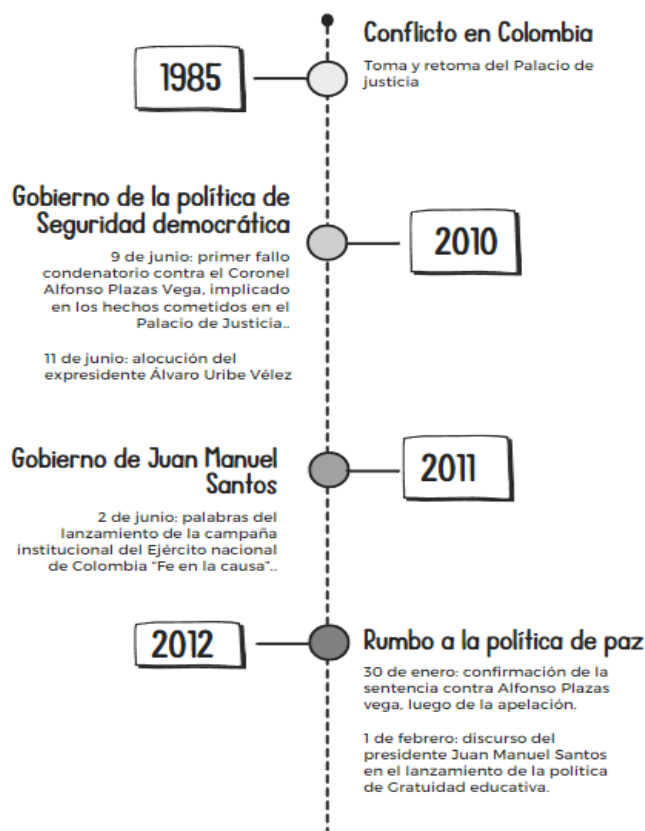 1985
Conflicto en Colombia
Toma y retoma del Palacio de
justicia
Gobierno de la política de
Seguridad democrática
2010
9 de junio: primer fallo
condenatorio contra el Coronel
Alfonso Plazas Vega, implicado
en los hechos cometidos en el
Palacio de Justicia..
11 de junio: alocución del
expresidente Álvaro Uribe Vélez
Gobierno de Juan Manuel
Santos
2011
2 de junio: palabras del
lanzamiento de la campaña
institucional del Ejército nacional
de Colombia “Fe en la causa”..
2012
Rumbo a la política de paz
30 de enero: confirmación de la
sentencia contra Alfonso Plazas
vega, luego de la apelación.
1 de febrero: discurso del
presidente Juan Manuel Santos
en el lanzamiento de la política
de Gratuidad educativa.